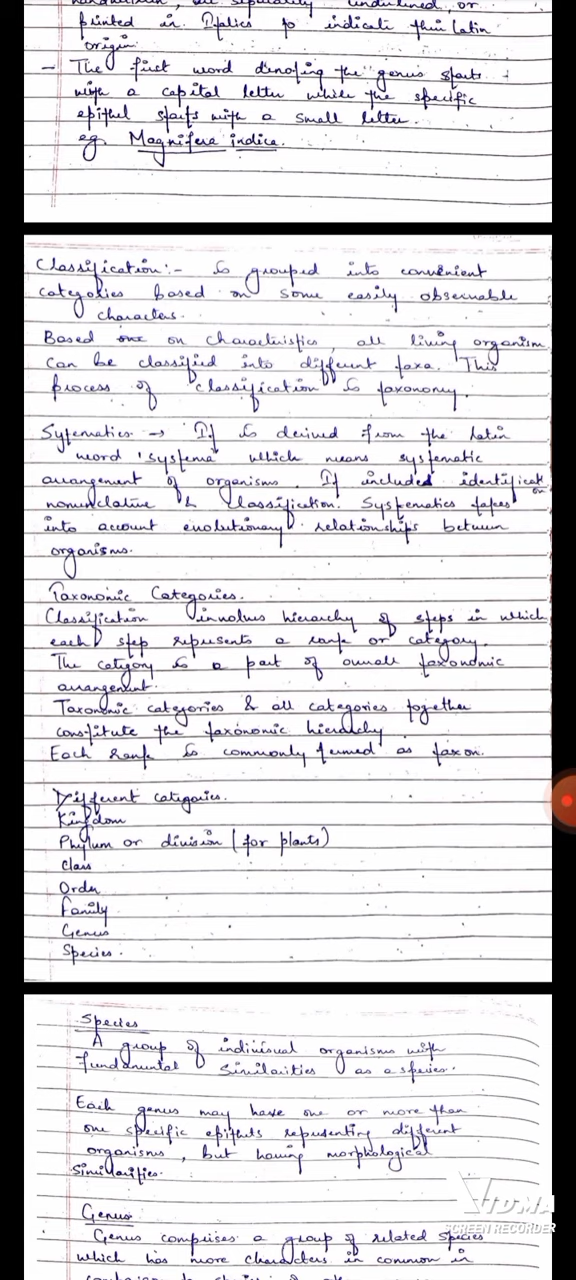 printed in Italics to indicate their Latin
origin.
- The first word denoting the genus starts
with a capital letter while the specific
epithet starts with a small letter.
eg. Magnifera indica.
Classification:- Is grouped into convenient
categories based on some easily observable
characters.
Based on characteristics, all living organism
can be classified into different taxa. This
process of classification is taxonomy.
Sytematics → It is derived from the Latin
word 'systema' which means systematic
arrangement of organisms. It included identification
nomenclative & classification. Systematics takes
into account evolutionary relationships between
organisms.
Taxonomic Categories.
Classification involves hierarchy of steps in which
each step represents a rank or category.
The category is a part of overall taxonomic
arrangement.
Taxonomic categories & all categories together
constitute the taxonomic hierarchy.
Each rank is commonly termed as taxon.
Different categories.
Kingdom
Phylum or division (for plants)
Class
Order
Family
Genus
Species.
Species
A group of indivisual organisms with
fundamental similarities as a species.
Each genus may have one or more than
one specific epithets representing different
organisms, but having morphological
similarities.
Genus
Genus comprises a group of related species
which has more characters in common in
VIDMA
SCREEN RECORDER